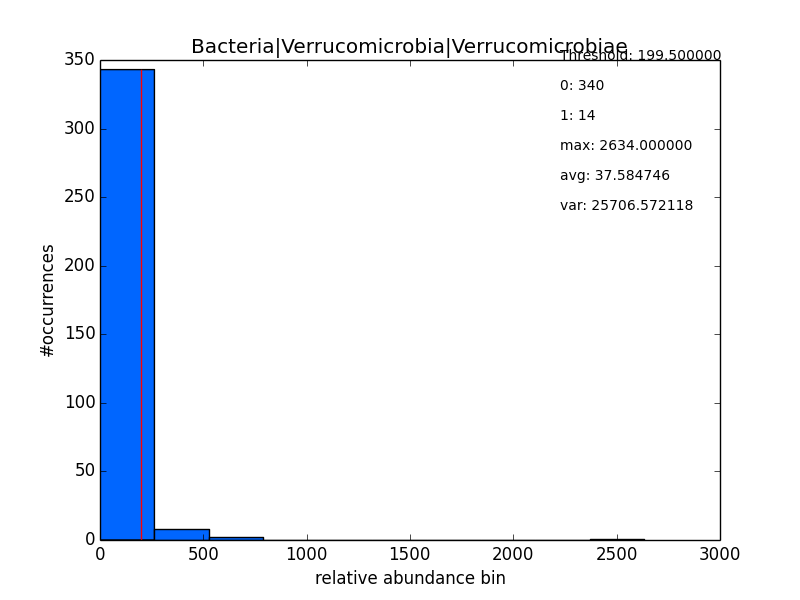 Bacteria|Verrucomicrobia|Verrucomicrobiae
Threshold: 199.500000
0: 340
1: 14
max: 2634.000000
avg: 37.584746
var: 25706.572118
350
300
250
200
150
100
50
0
#occurrences
0 500 1000 1500 2000 2500 3000
relative abundance bin